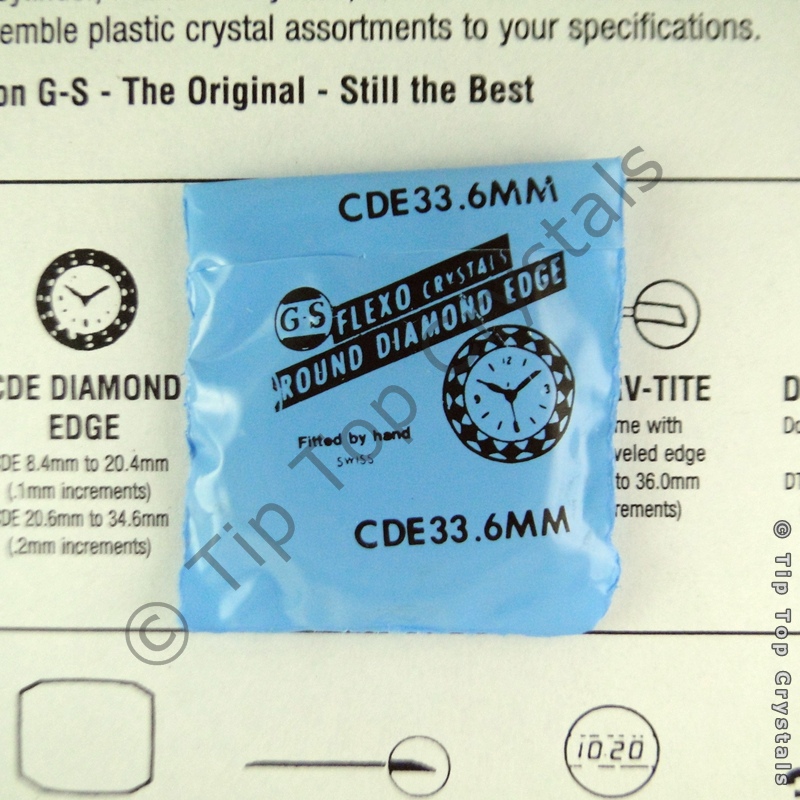 emble plastic crystal assortments to your specifications.
on G-S - The Original - Still the Best
CDE33.6MM
G-S FLEXO CRYSTALS
ROUND DIAMOND EDGE
12
3
Fitted by hand
SWISS
CDE33.6MM
CDE DIAMOND
EDGE
DE 8.4mm to 20.4mm
(.1mm increments)
DE 20.6mm to 34.6mm
(.2mm increments)
RV-TITE
me with
veled edge
to 36.0mm
rements)
D
Do
DT
10:20
© Tip Top Crystals
© Tip Top Crystals